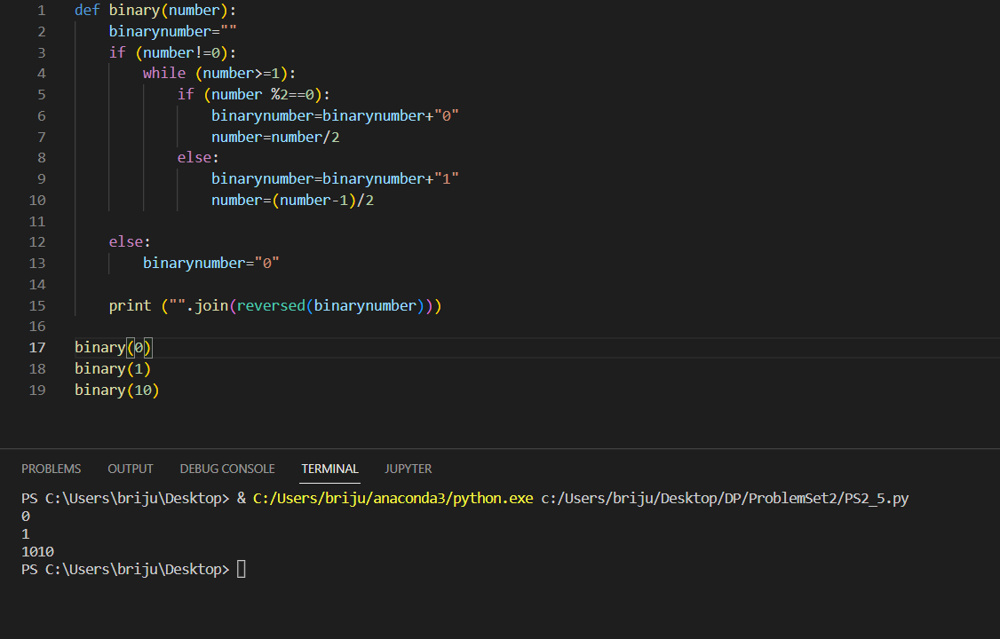 1 def binary(number):
2     binarynumber=""
3     if (number!=0):
4         while (number>=1):
5             if (number %2==0):
6                 binarynumber=binarynumber+"0"
7                 number=number/2
8             else:
9                 binarynumber=binarynumber+"1"
10                 number=(number-1)/2
11
12     else:
13         binarynumber="0"
14
15     print ("".join(reversed(binarynumber)))
16
17 binary(0)
18 binary(1)
19 binary(10)
PROBLEMS OUTPUT DEBUG CONSOLE TERMINAL JUPYTER
PS C:\Users\briju\Desktop> & C:/Users/briju/anaconda3/python.exe c:/Users/briju/Desktop/DP/ProblemSet2/PS2_5.py
0
1
1010
PS C:\Users\briju\Desktop>